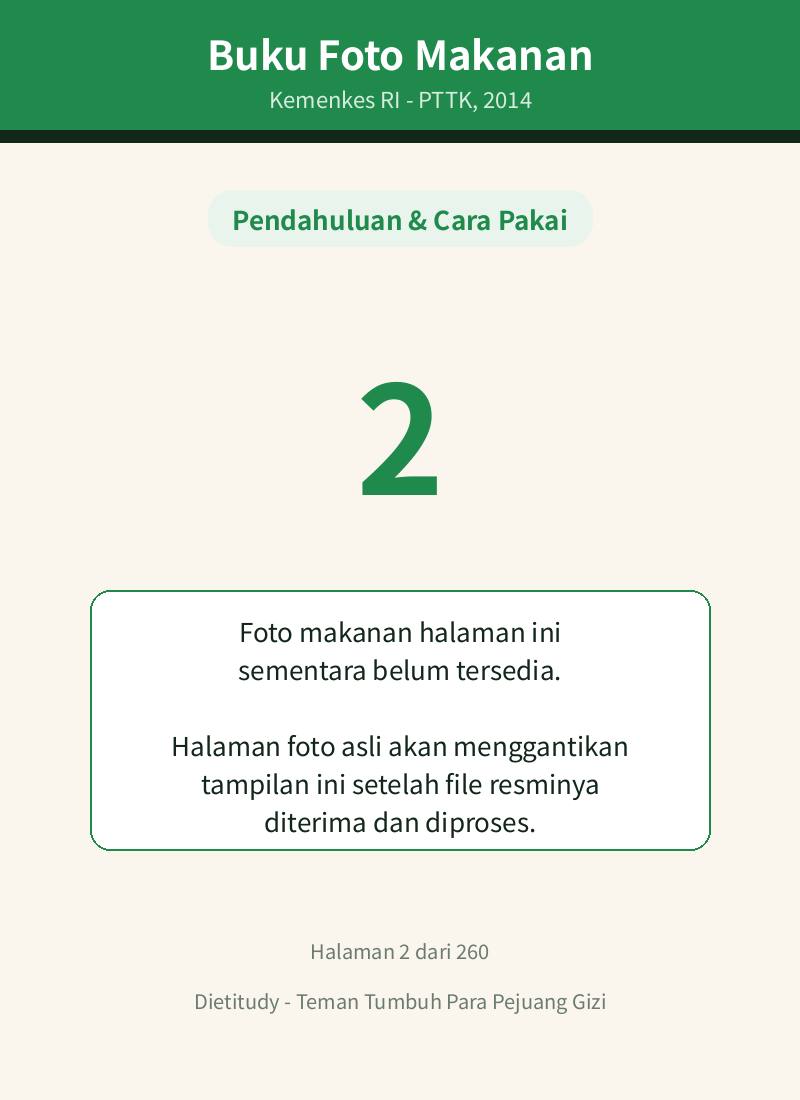 Buku Foto Makanan
Kemenkes RI - PTTK, 2014
Pendahuluan & Cara Pakai
2
Foto makanan halaman ini
sementara belum tersedia.
Halaman foto asli akan menggantikan
tampilan ini setelah file resminya
diterima dan diproses.
Halaman 2 dari 260
Dietitudy - Teman Tumbuh Para Pejuang Gizi